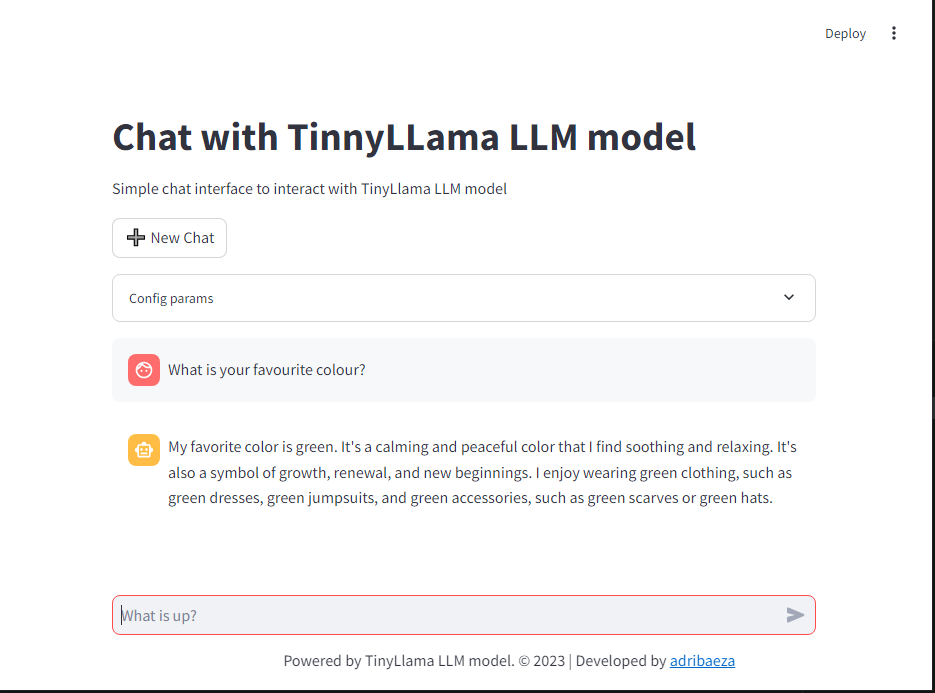 Deploy
Chat with TinnyLLama LLM model
Simple chat interface to interact with TinyLlama LLM model
New Chat
Config params
What is your favourite colour?
My favorite color is green. It's a calming and peaceful color that I find soothing and relaxing. It's
also a symbol of growth, renewal, and new beginnings. I enjoy wearing green clothing, such as
green dresses, green jumpsuits, and green accessories, such as green scarves or green hats.
What is up?
Powered by TinyLlama LLM model. © 2023 | Developed by adribaeza